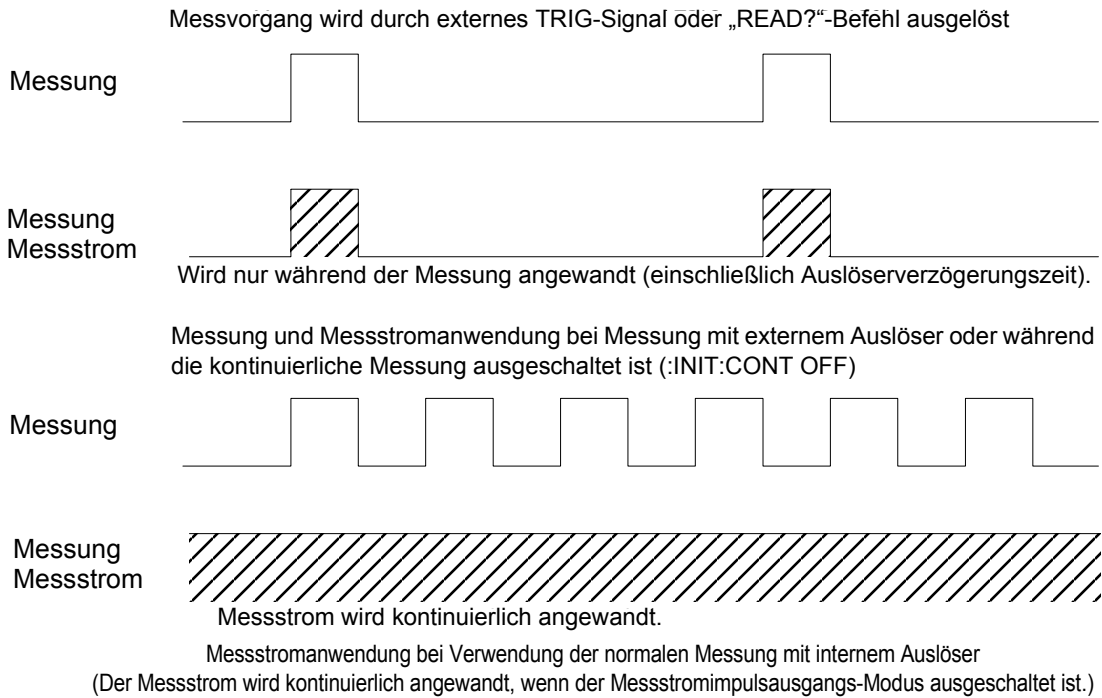 Messvorgang wird durch externes TRIG-Signal oder „READ?“-Befehl ausgelöst
Messung
Messung
Messstrom
Wird nur während der Messung angewandt (einschließlich Auslöserverzögerungszeit).
Messung und Messstromanwendung bei Messung mit externem Auslöser oder während
die kontinuierliche Messung ausgeschaltet ist (:INIT:CONT OFF)
Messung
Messung
Messstrom
Messstrom wird kontinuierlich angewandt.
Messstromanwendung bei Verwendung der normalen Messung mit internem Auslöser
(Der Messstrom wird kontinuierlich angewandt, wenn der Messstromimpulsausgangs-Modus ausgeschaltet ist.)